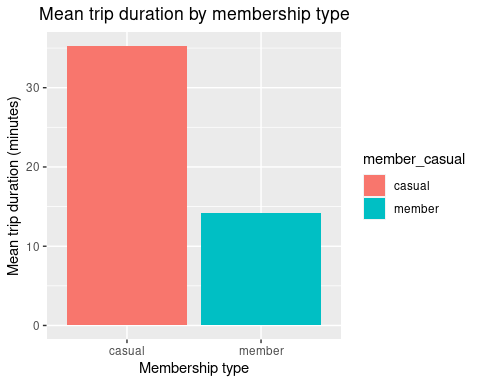 Mean trip duration by membership type
Mean trip duration (minutes)
30
20
10
0
casual
member
Membership type
member_casual
casual
member